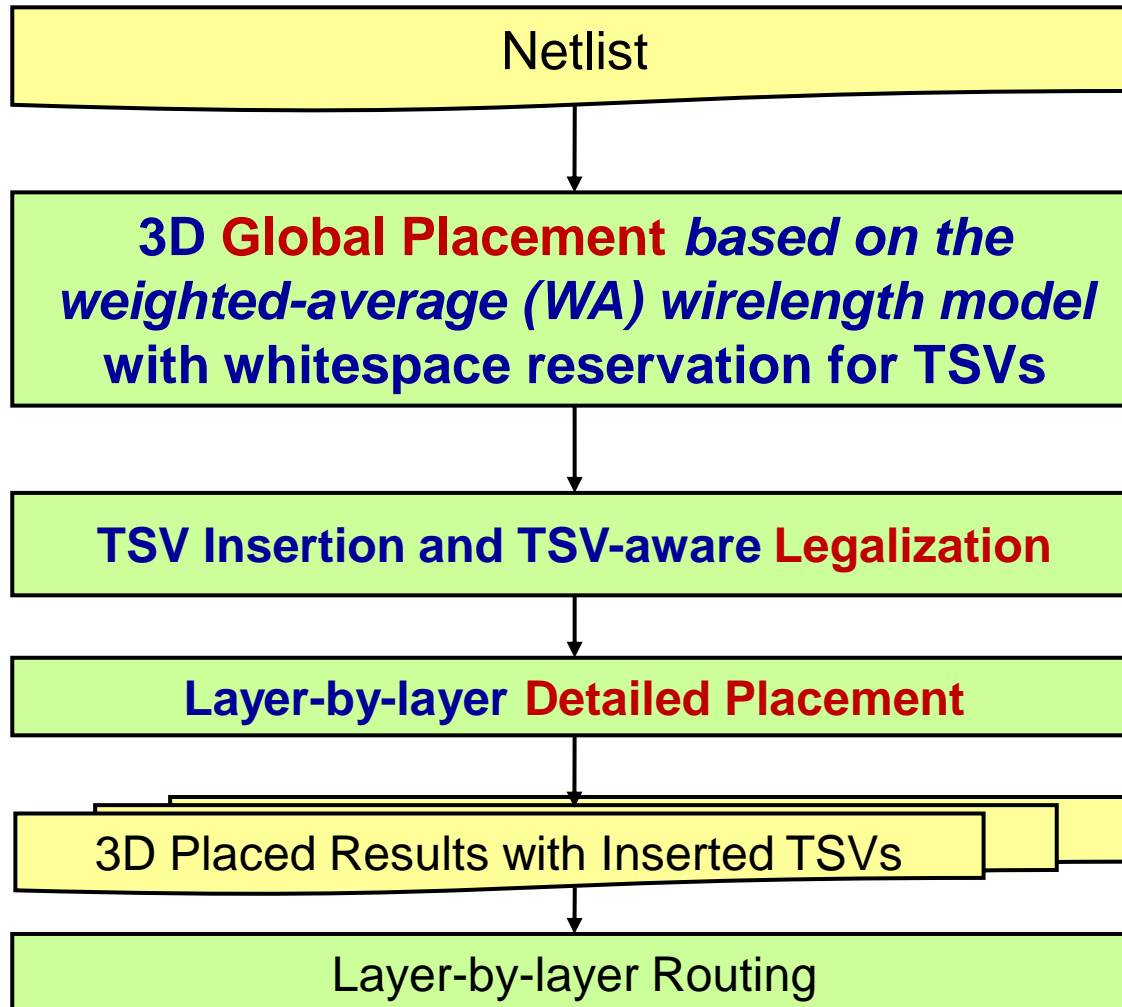 Netlist
3D Global Placement based on the
weighted-average (WA) wirelength model
with whitespace reservation for TSVs
TSV Insertion and TSV-aware Legalization
Layer-by-layer Detailed Placement
3D Placed Results with Inserted TSVs
Layer-by-layer Routing